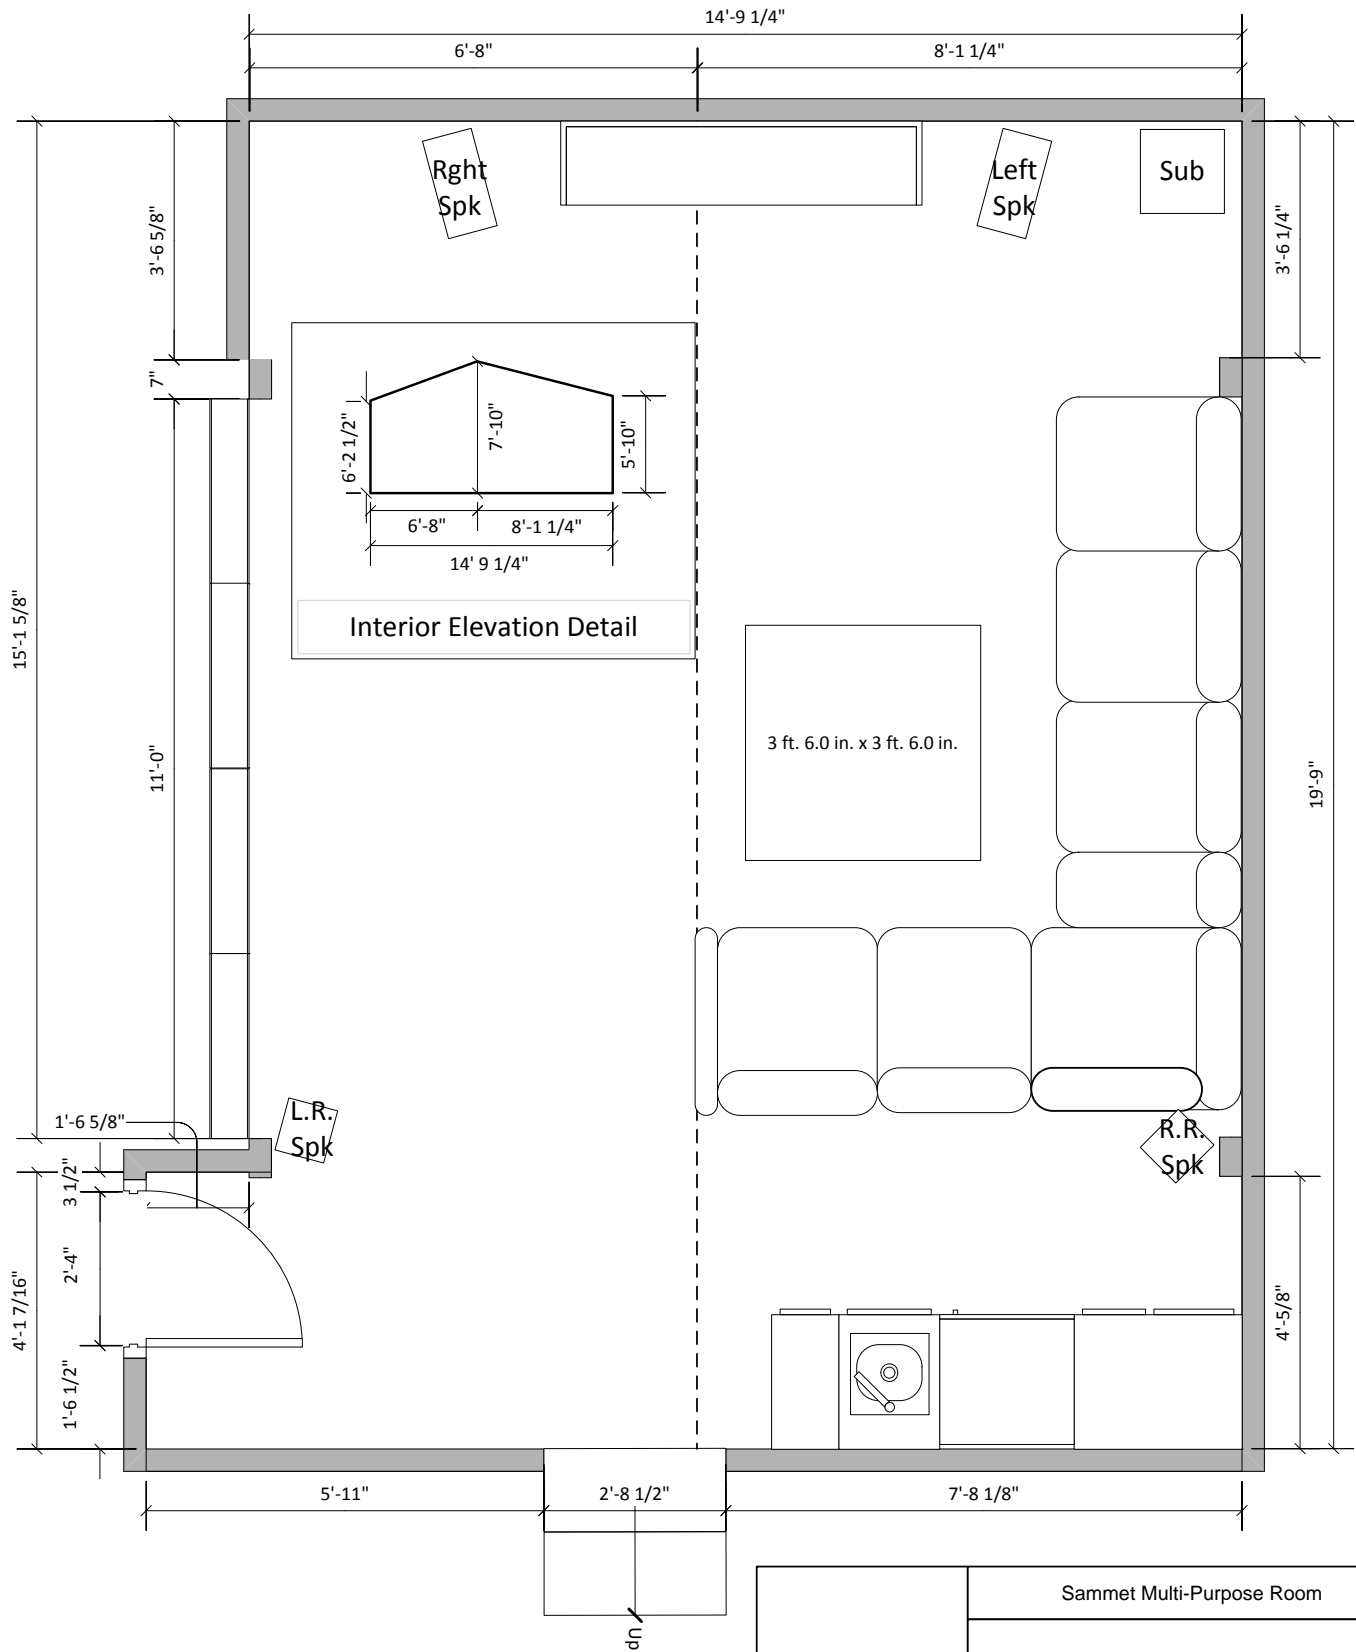 14'-9 1/4"
6'-8"
8'-1 1/4"
Rght
Spk
Left
Spk
Sub
3'-6 5/8"
3'-6 1/4"
7"
6'-2 1/2"
7'-10"
5'-10"
6'-8"
8'-1 1/4"
14' 9 1/4"
Interior Elevation Detail
15'-1 5/8"
11'-0"
3 ft. 6.0 in. x 3 ft. 6.0 in.
19'-9"
1'-6 5/8"
L.R.
Spk
R.R.
Spk
3 1/2"
2'-4"
4'-1 7/16"
1'-6 1/2"
4'-5/8"
5'-11"
2'-8 1/2"
7'-8 1/8"
Up
Sammet Multi-Purpose Room